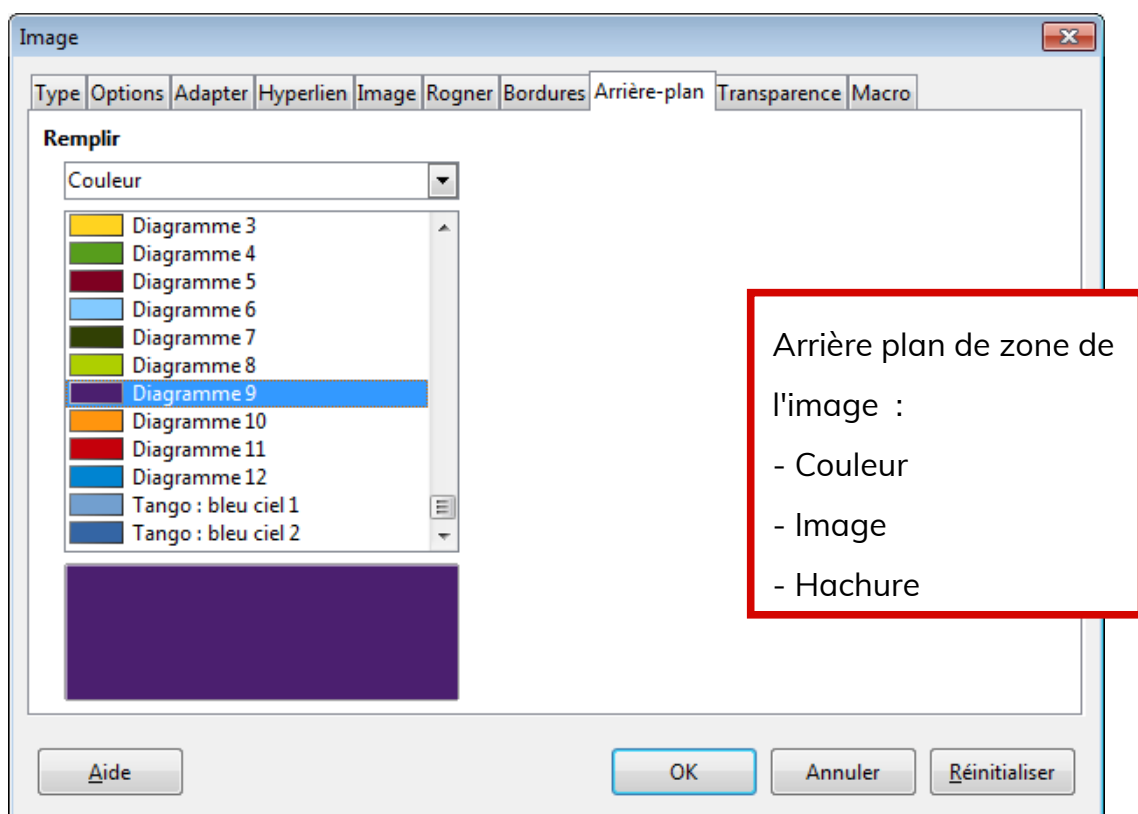 Image
Type Options Adapter Hyperlien Image Rogner Bordures Arrière-plan Transparence Macro
Remplir
Couleur
Diagramme 3
Diagramme 4
Diagramme 5
Diagramme 6
Diagramme 7
Diagramme 8
Diagramme 9
Diagramme 10
Diagramme 11
Diagramme 12
Tango : bleu ciel 1
Tango : bleu ciel 2
Arrière plan de zone de
l'image :
- Couleur
- Image
- Hachure
Aide OK Annuler Réinitialiser